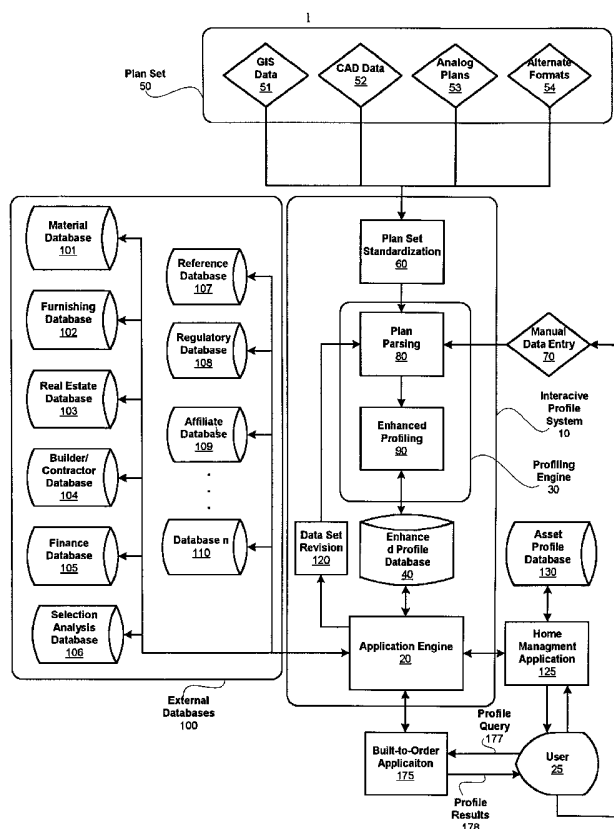 1
GIS
Data
51
CAD Data
52
Analog
Plans
53
Alternate
Formats
54
Plan Set
50
Material
Database
101
Reference
Database
107
Plan Set
Standardization
60
Furnishing
Database
102
Regulatory
Database
108
Plan
Parsing
80
Manual
Data Entry
70
Real Estate
Database
103
Affiliate
Database
109
Enhanced
Profiling
90
Interacive
Profile
System
10
Profiling
Engine
30
Builder/
Contractor
Database
104
.
.
.
Finance
Database
105
Database n
110
Data Set
Revision
120
Enhance
d Profile
Database
40
Asset
Profile
Database
130
Selection
Analysis
Database
106
Application Engine
20
Home
Managment
Application
125
External
Databases
100
Profile
Query
177
Built-to-Order
Applicaiton
175
User
25
Profile
Results
178